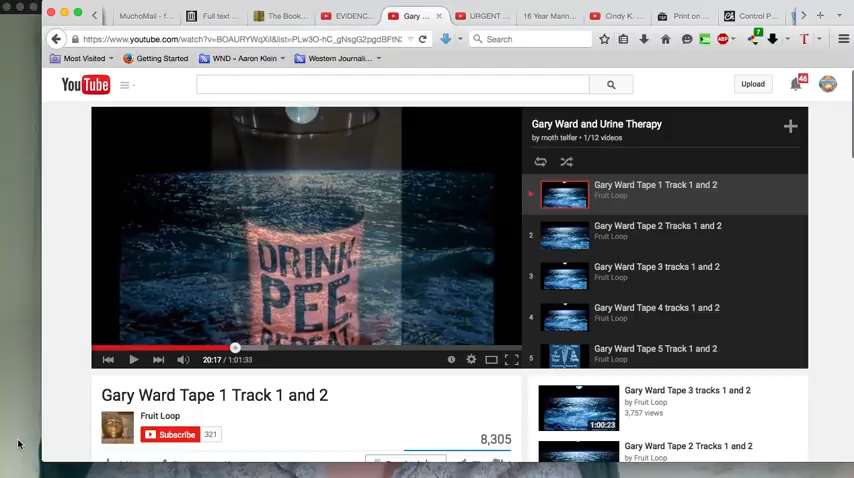 MuchoMail - f...
Full text ...
The Book...
EVIDENC...
Gary ...
URGENT ...
16 Year Marin...
Cindy K. ...
Print on ...
Control P...
https://www.youtube.com/watch?v=BOAURYWqXiI&list=PLw3O-hC_gNsgG2pgdBFtN
Search
ABP
7
Most Visited
Getting Started
WND – Aaron Klein
Western Journali...
YouTube
Upload
46
DRINK
PEE
REPEAT
20:17 / 1:01:33
Gary Ward and Urine Therapy
by moth telfer • 1/12 videos
Gary Ward Tape 1 Track 1 and 2
Fruit Loop
2
Gary Ward Tape 2 Tracks 1 and 2
Fruit Loop
3
Gary Ward Tape 3 tracks 1 and 2
Fruit Loop
4
Gary Ward Tape 4 tracks 1 and 2
Fruit Loop
5
Gary Ward Tape 5 Track 1 and 2
Fruit Loop
Gary Ward Tape 1 Track 1 and 2
Fruit Loop
Subscribe 321
8,305
Gary Ward Tape 3 tracks 1 and 2
by Fruit Loop
3,757 views
1:00:23
Gary Ward Tape 2 Tracks 1 and 2
by Fruit Loop